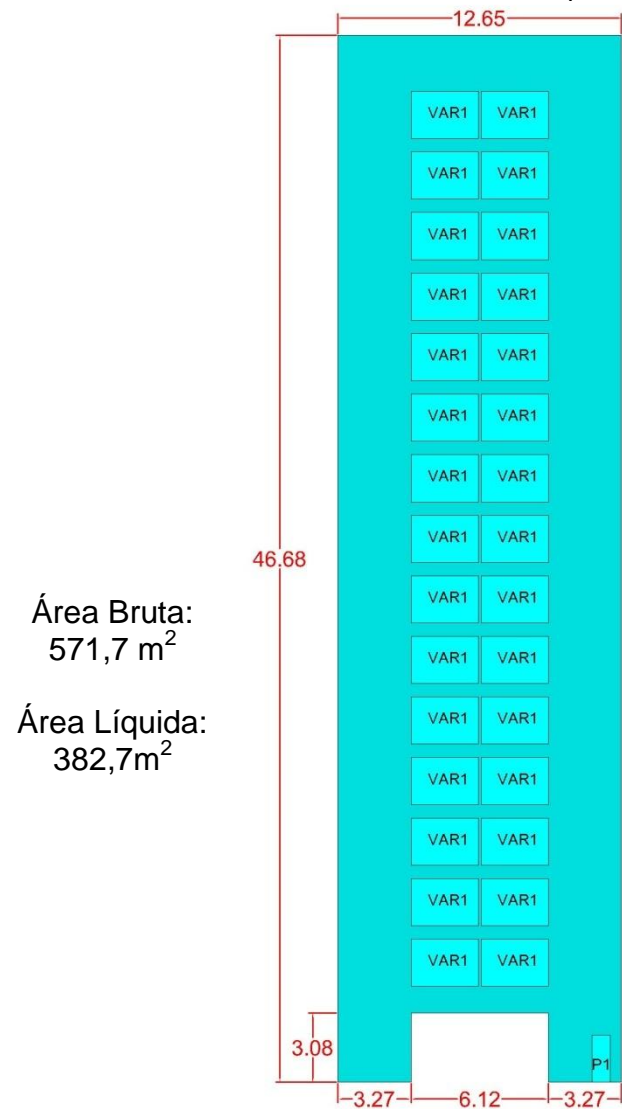 12.65
VAR1 VAR1
VAR1 VAR1
VAR1 VAR1
VAR1 VAR1
VAR1 VAR1
VAR1 VAR1
VAR1 VAR1
VAR1 VAR1
46.68
VAR1 VAR1
Área Bruta:
571,7 m²
VAR1 VAR1
VAR1 VAR1
Área Líquida:
382,7m²
VAR1 VAR1
VAR1 VAR1
VAR1 VAR1
VAR1 VAR1
3.08
P1
3.27 6.12 3.27